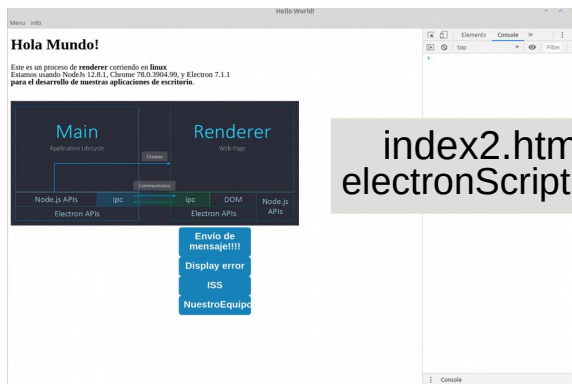 Hello World!
Menu info
Elements Console »
top Filter
Hola Mundo!
Este es un proceso de renderer corriendo en linux
Estamos usando NodeJs 12.8.1, Chrome 78.0.3904.99, y Electron 7.1.1
para el desarrollo de nuestras aplicaciones de escritorio.
Main Renderer
Application Lifecycle Web Page
Creates
Communicates
Node.js APIs ipc ipc DOM Node.js
APIs
Electron APIs Electron APIs
index2.htm
electronScript
Envío de
mensaje!!!!
Display error
ISS
NuestroEquipo
Console